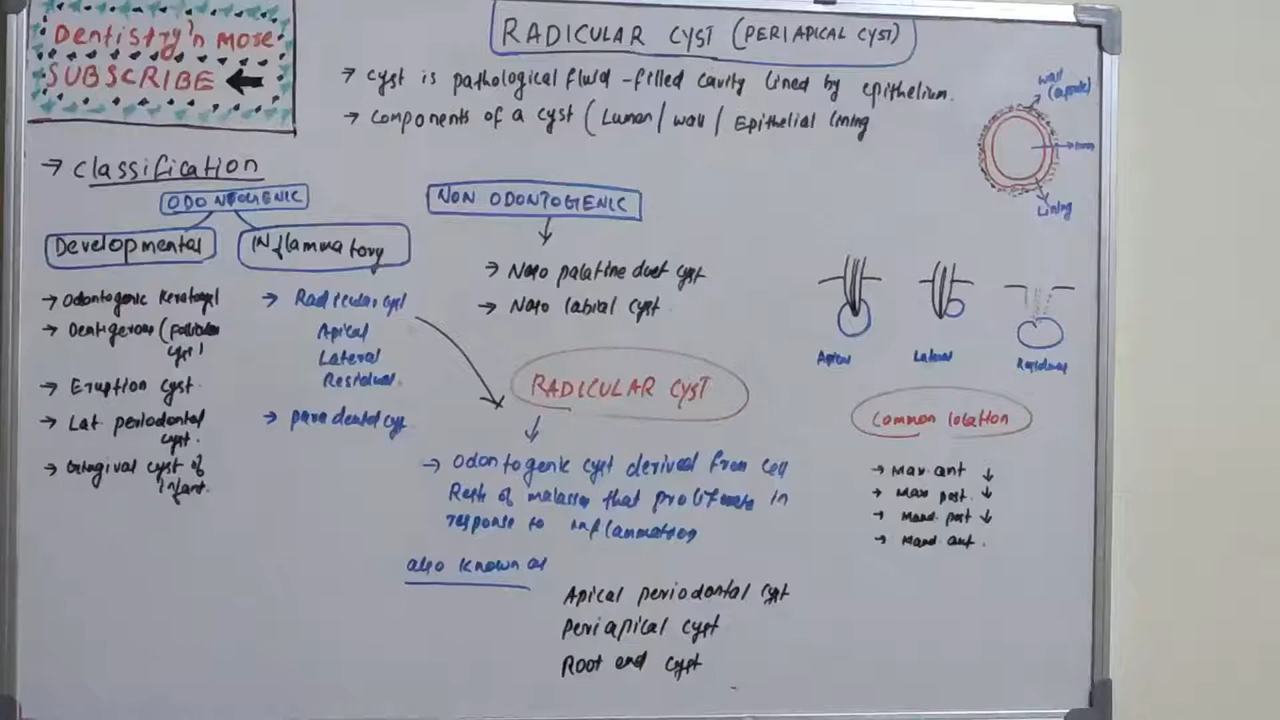 Dentistry'n more
SUBSCRIBE
RADICULAR CYST (PERIAPICAL CYST)
→ cyst is pathological fluid-filled cavity lined by epithelium.
→ components of a cyst (Lumen/wall/Epithelial lining
wall
(capsule)
Lumen
Lining
→ Classification
ODONTOGENIC
Developmental
INflammatory
→ Odontogenic Keratocyst
→ Dentigerous (follicular
cyst)
→ Eruption cyst
→ Lat. periodontal
cyst.
→ Gingival cyst of
infant.
→ Radicular cyst
Apical
Lateral
Residual
→ paradental cyst
NON ODONTOGENIC
→ Naso palatine duct cyst
→ Naso labial cyst
RADICULAR CYST
→ Odontogenic cyst derived from cell
Rests of malassez that proliferate in
response to inflammation
also known as
Apical periodontal cyst
Periapical cyst
Root end cyst
Apical
Lateral
Residual
Common location
→ Max ant ↓
→ Max post. ↓
→ Mand. post ↓
→ Mand ant.